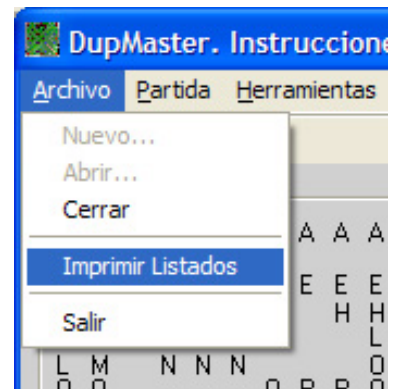 DupMaster. Instruccione
Archivo Partida Herramientas
Nuevo...
Abrir...
Cerrar
A A A
Imprimir Listados
E E E
H H
L
Salir
L M N N N O